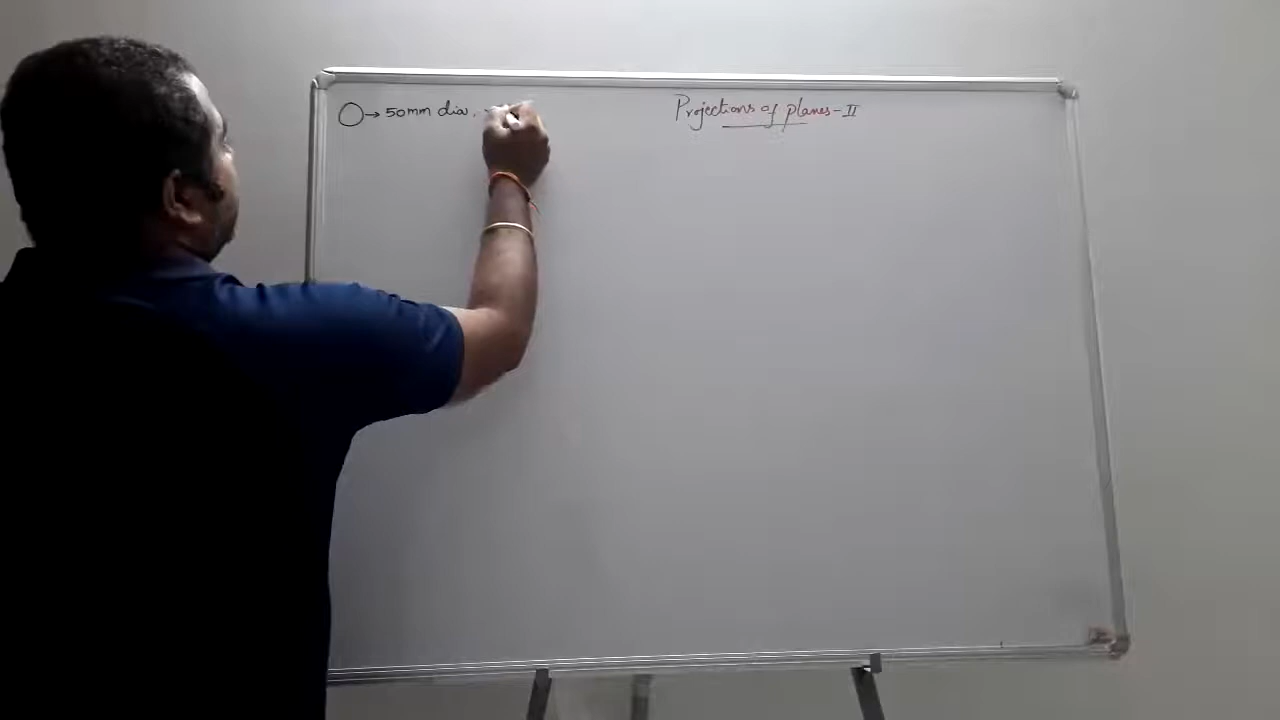 Projections of planes - II
→ 50mm dia.